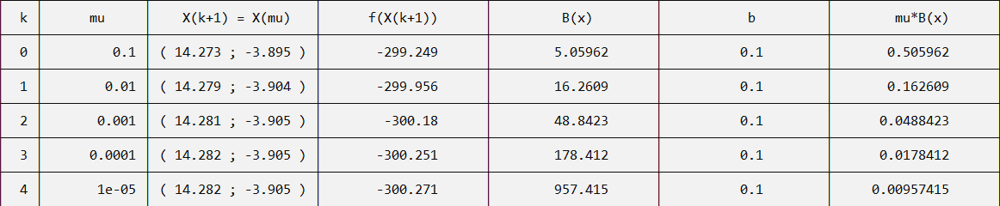 k mu X(k+1) = X(mu) f(X(k+1)) B(x) b mu*B(x)
0 0.1 ( 14.273 ; -3.895 ) -299.249 5.05962 0.1 0.505962
1 0.01 ( 14.279 ; -3.904 ) -299.956 16.2609 0.1 0.162609
2 0.001 ( 14.281 ; -3.905 ) -300.18 48.8423 0.1 0.0488423
3 0.0001 ( 14.282 ; -3.905 ) -300.251 178.412 0.1 0.0178412
4 1e-05 ( 14.282 ; -3.905 ) -300.271 957.415 0.1 0.00957415